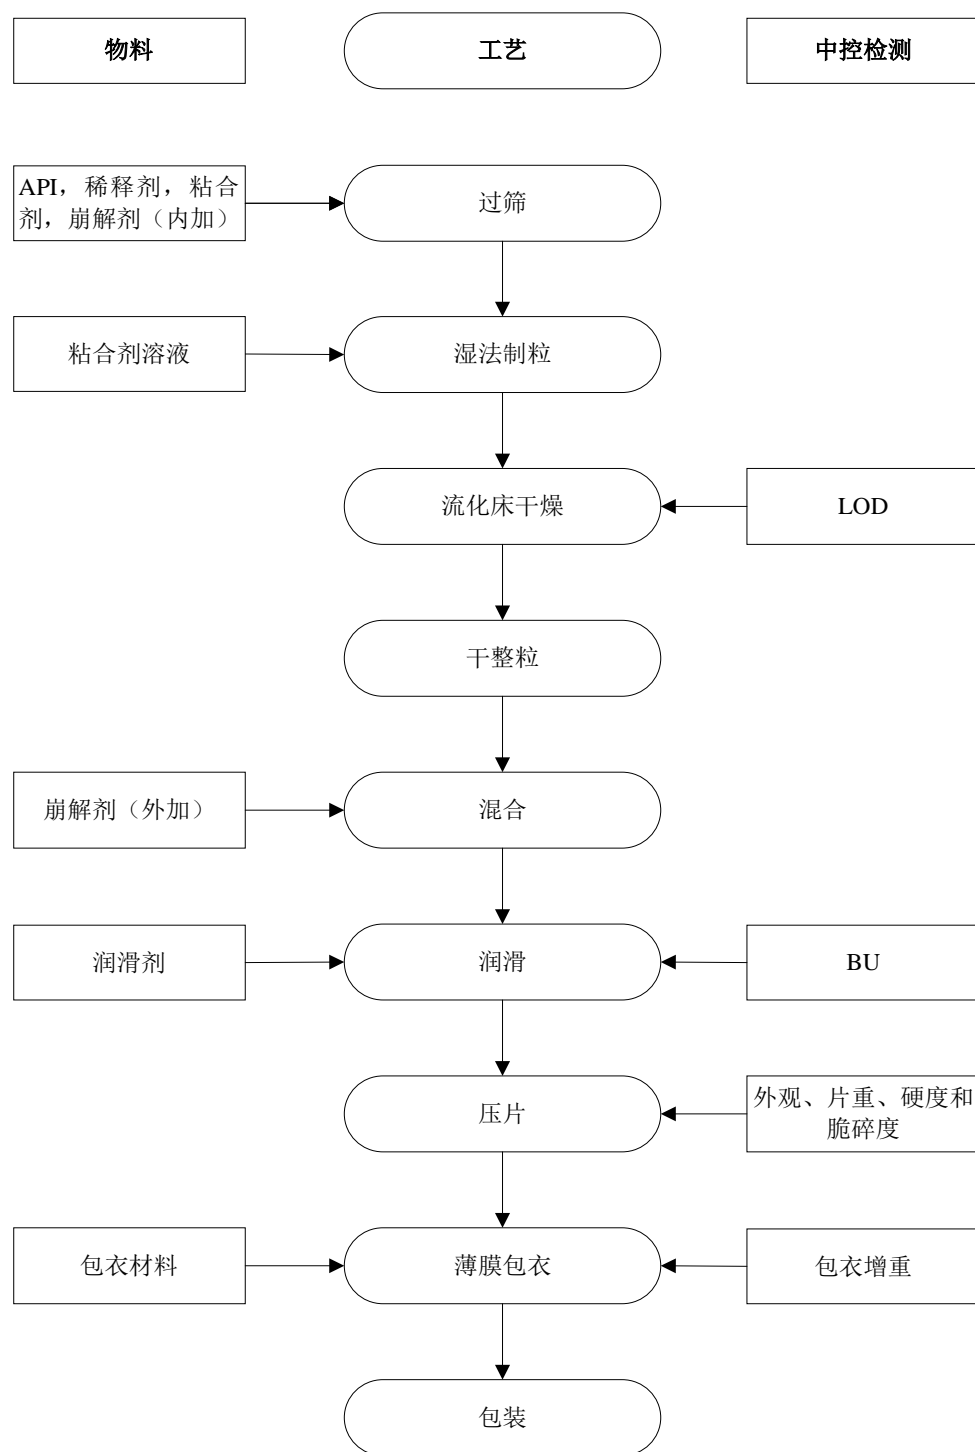 物料
工艺
中控检测
API，稀释剂，粘合
剂，崩解剂（内加）
过筛
粘合剂溶液
湿法制粒
流化床干燥
LOD
干整粒
崩解剂（外加）
混合
润滑剂
润滑
BU
压片
外观、片重、硬度和
脆碎度
包衣材料
薄膜包衣
包衣增重
包装